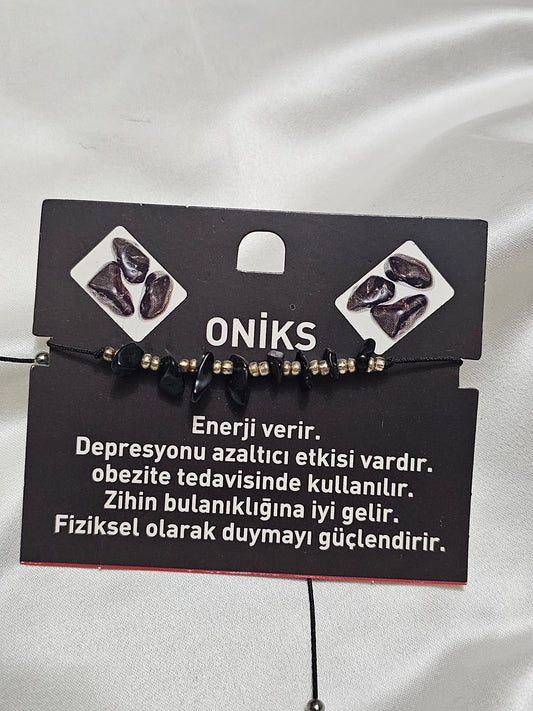 ONİKS
Enerji verir.
Depresyonu azaltıcı etkisi vardır.
obezite tedavisinde kullanılır.
Zihin bulanıklığına iyi gelir.
Fiziksel olarak duymayı güçlendirir.